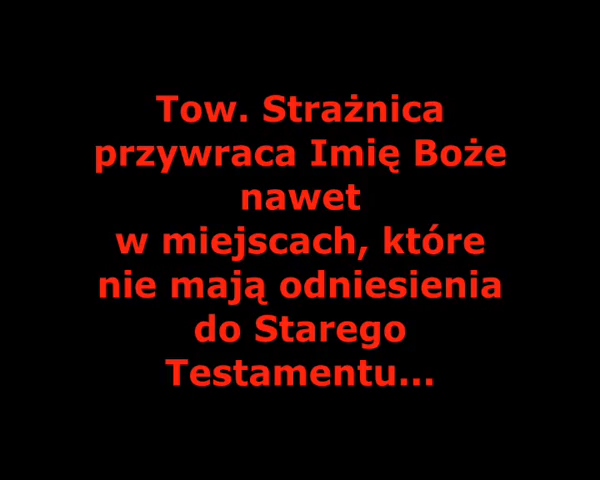 Tow. Strażnica
przywraca Imię Boże
nawet
w miejscach, które
nie mają odniesienia
do Starego
Testamentu...